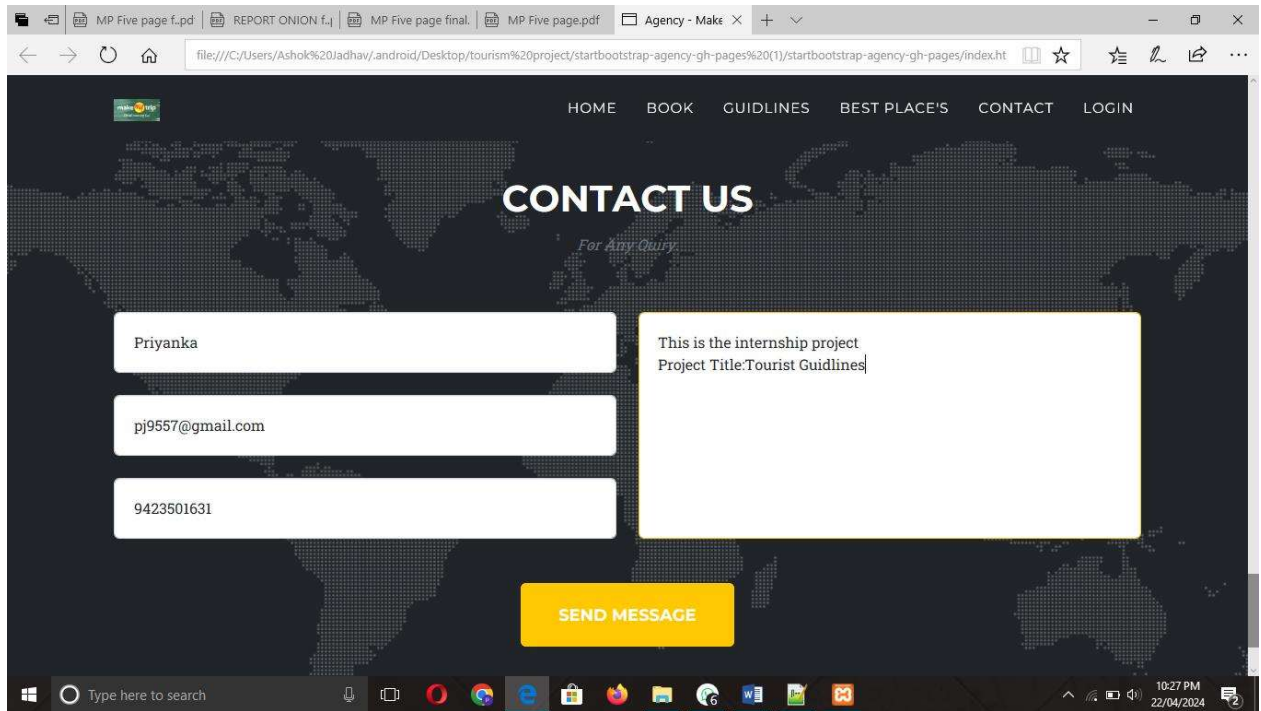 MP Five page f..pd
REPORT ONION f..
MP Five page final.
MP Five page.pdf
Agency - Make
file:///C:/Users/Ashok%20Jadhav/.android/Desktop/tourism%20project/startbootstrap-agency-gh-pages%20(1)/startbootstrap-agency-gh-pages/index.ht
make my trip
HOME BOOK GUIDLINES BEST PLACE'S CONTACT LOGIN
CONTACT US
For Any Quiry.
Priyanka
pj9557@gmail.com
9423501631
This is the internship project
Project Title:Tourist Guidlines
SEND MESSAGE
Type here to search
10:27 PM
22/04/2024